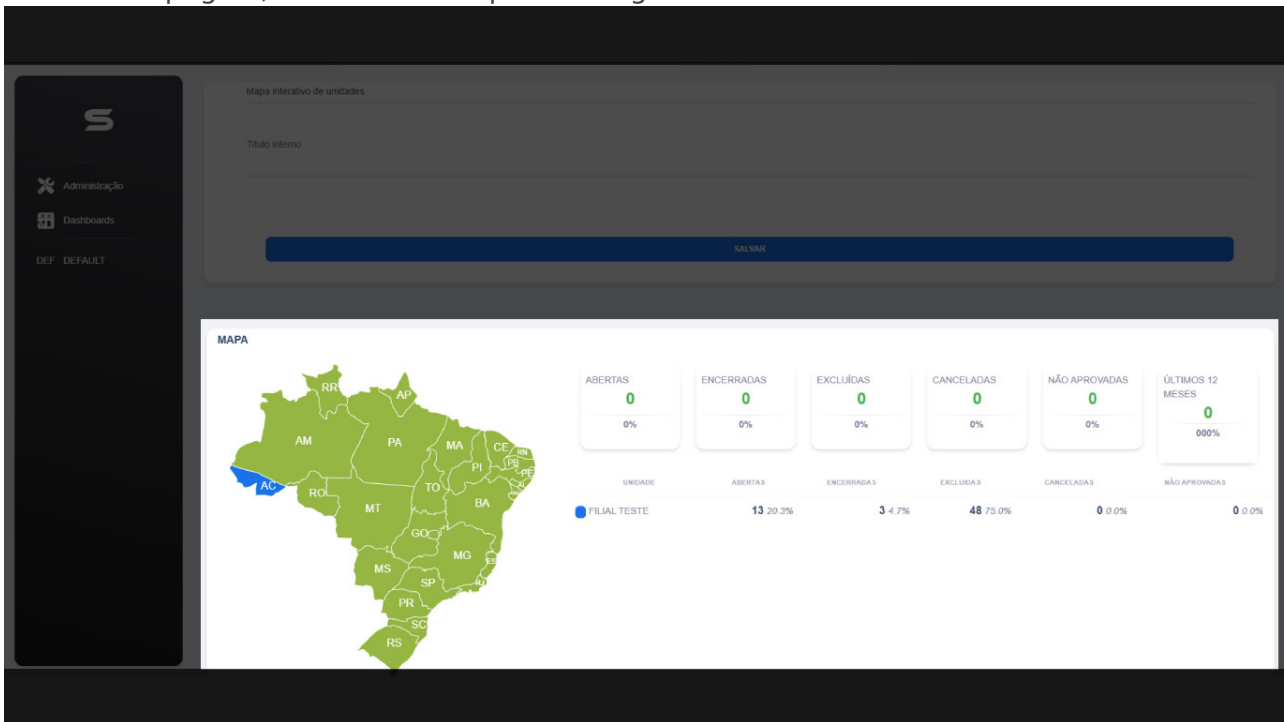 S
Administração
Dashboards
DEF DEFAULT
Mapa interativo de unidades
Título interno
SALVAR
MAPA
RR
AP
AM
PA
MA
CE
RN
PI
PB
PE
AC
RO
TO
MT
BA
GO
MG
ES
MS
SP
RJ
PR
SC
RS
ABERTAS
0
0%
ENCERRADAS
0
0%
EXCLUÍDAS
0
0%
CANCELADAS
0
0%
NÃO APROVADAS
0
0%
ÚLTIMOS 12
MESES
0
000%
UNIDADE ABERTAS ENCERRADAS EXCLUIDAS CANCELADAS NÃO APROVADAS
FILIAL TESTE 13 20.3% 3 4.7% 48 75.0% 0 0.0% 0 0.0%